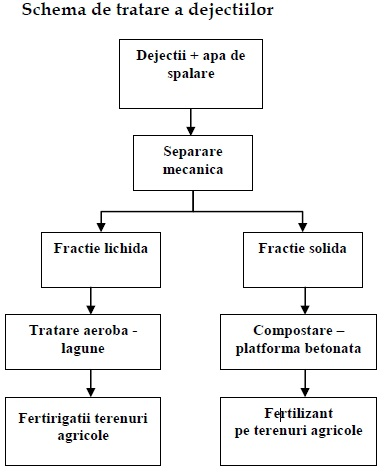 Schema de tratare a dejectiilor
Dejectii + apa de
spalare
Separare
mecanica
Fractie lichida
Fractie solida
Tratare aeroba -
lagune
Compostare –
platforma betonata
Fertirigatii terenuri
agricole
Fertilizant
pe terenuri agricole